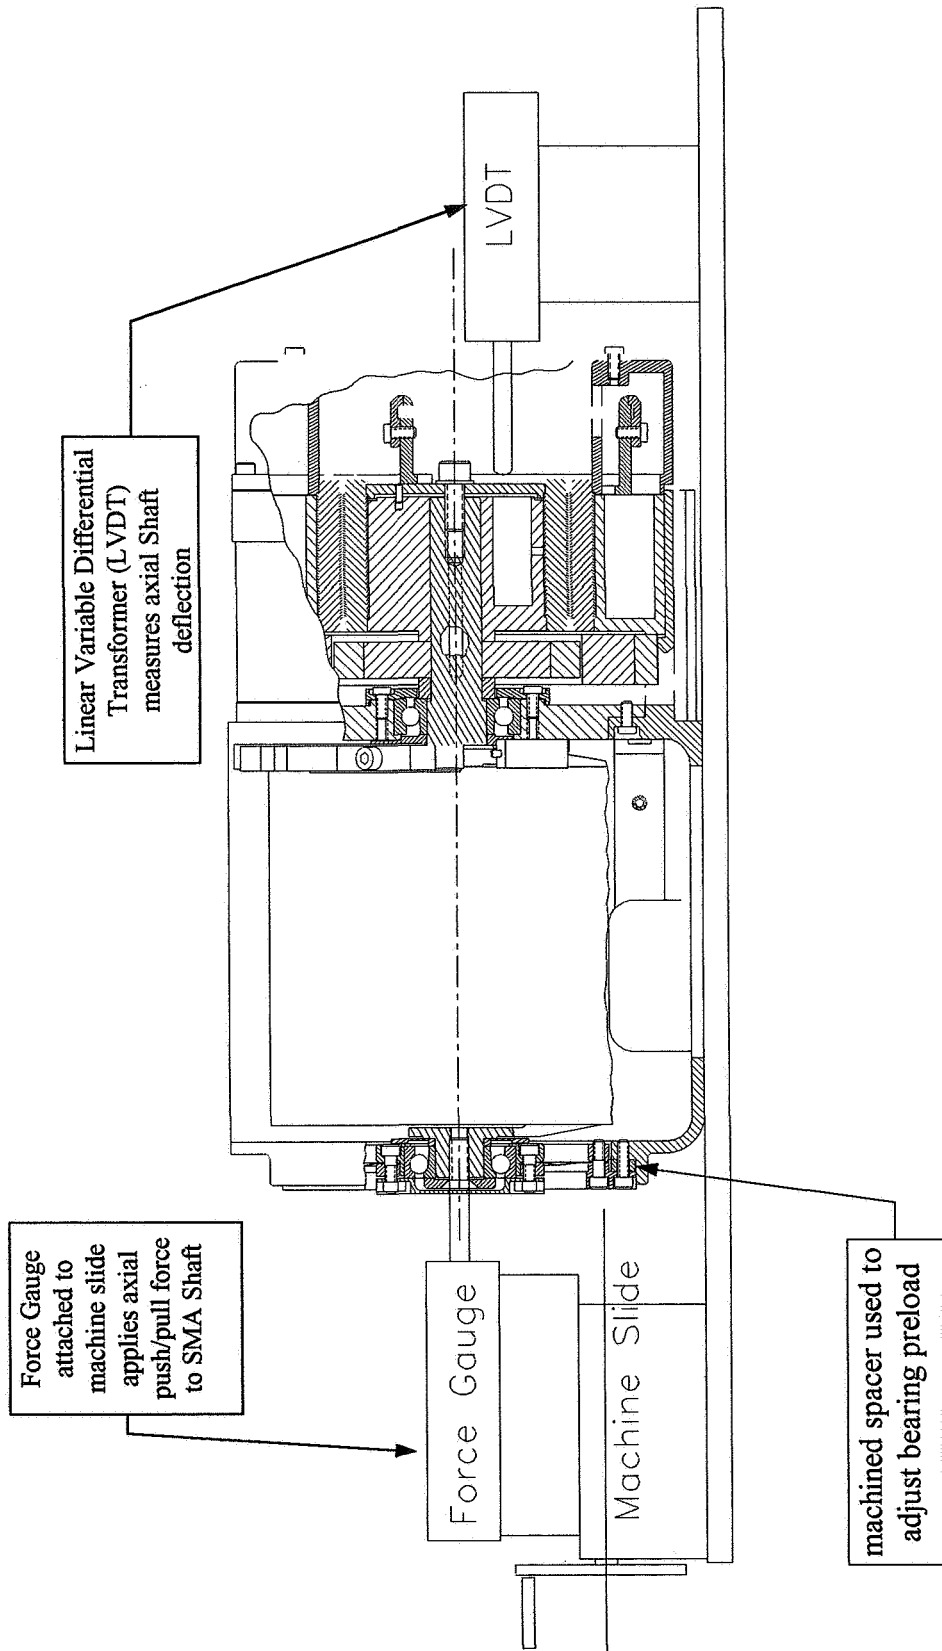 Linear Variable Differential
Transformer (LVDT)
measures axial Shaft
deflection
LVDT
Force Gauge
attached to
machine slide
applies axial
push/pull force
to SMA Shaft
Force Gauge
Machine Slide
machined spacer used to
adjust bearing preload